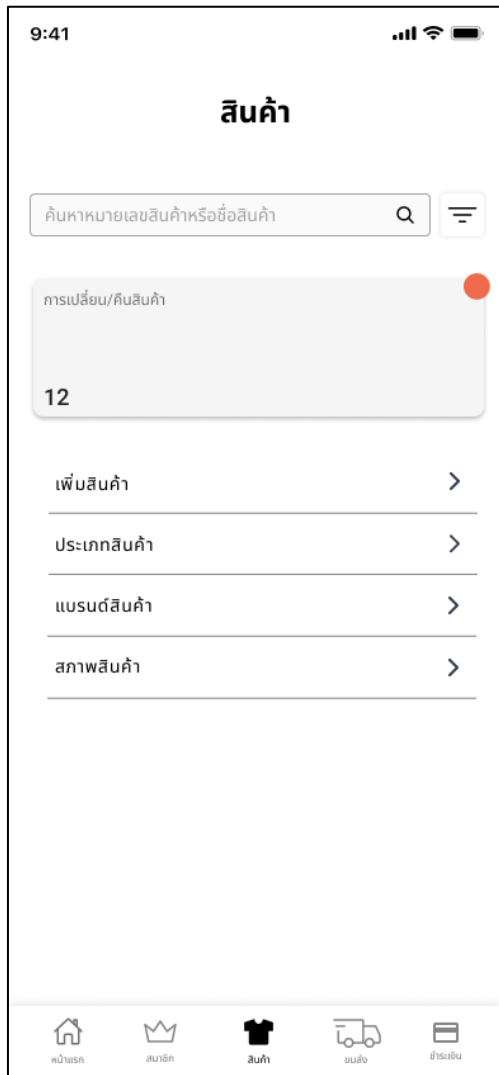 9:41
สินค้า
ค้นหาหมายเลขสินค้าหรือชื่อสินค้า
การเปลี่ยน/คืนสินค้า
12
เพิ่มสินค้า
ประเภทสินค้า
แบรนด์สินค้า
สภาพสินค้า
หน้าแรก สมาชิก สินค้า ขนส่ง ชำระเงิน